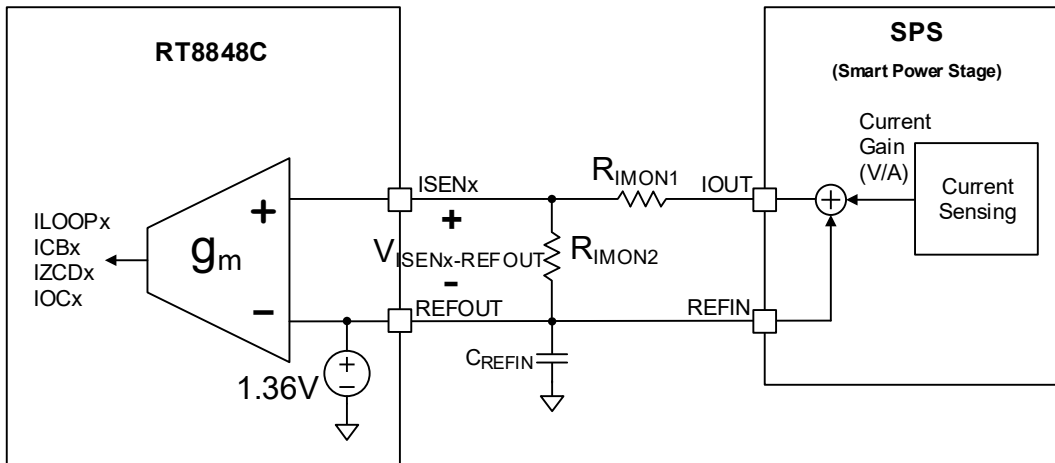 RT8848C
SPS
(Smart Power Stage)
Current
Gain
(V/A)
Current
Sensing
ISENx
RIMON1
IOUT
+
+
ILOOPx
ICBx
IZCDx
IOCx
gm
VISENx-REFOUT
RIMON2
-
−
REFOUT
REFIN
+
−
1.36V
CREFIN